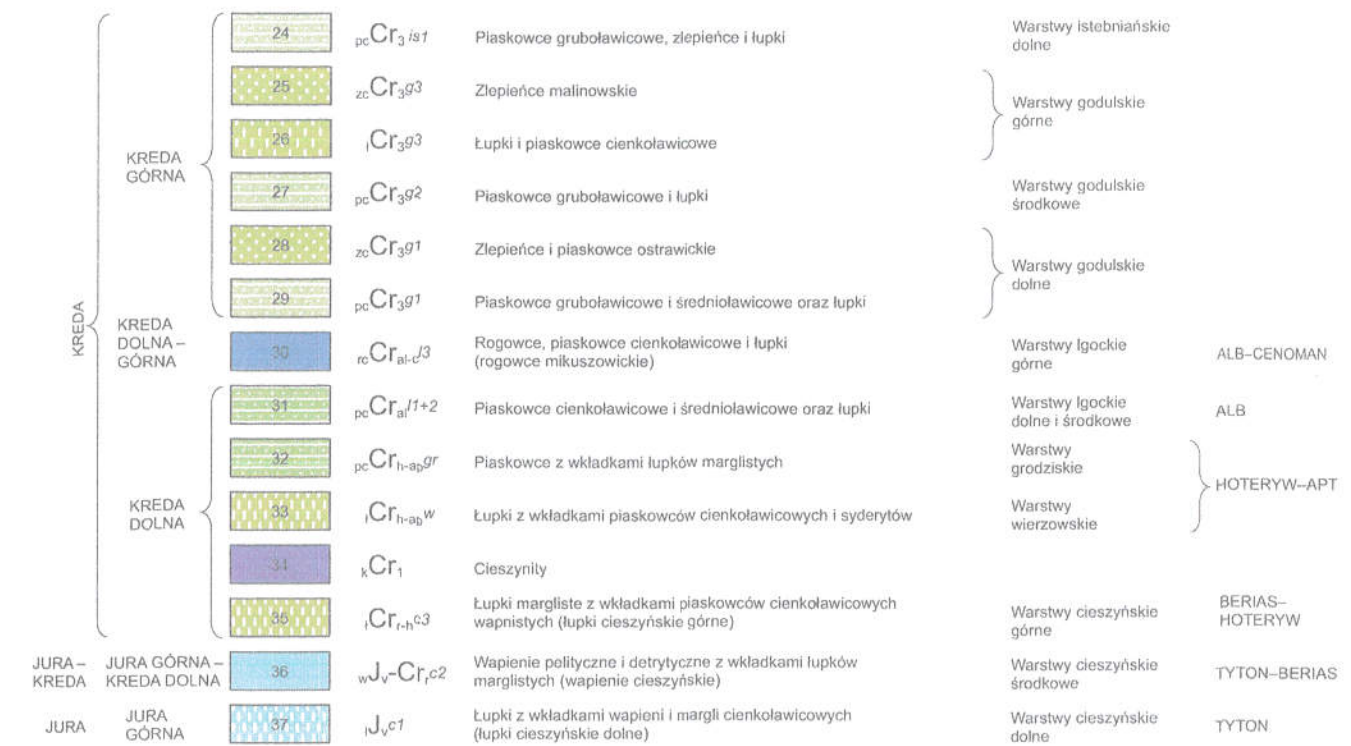 24 pcCr3 is1 Piaskowce gruboławicowe, zlepieńce i łupki Warstwy istebniańskie
dolne
25 zcCr3g3 Zlepieńce malinowskie
Warstwy godulskie
górne
26 łCr3g3 Łupki i piaskowce cienkoławicowe
KREDA
GÓRNA
27 pcCr3g2 Piaskowce gruboławicowe i łupki Warstwy godulskie
środkowe
28 zcCr3g1 Zlepieńce i piaskowce ostrawickie
Warstwy godulskie
dolne
29 pcCr3g1 Piaskowce gruboławicowe i średnioławicowe oraz łupki
KREDA
KREDA
DOLNA –
GÓRNA
30 rcCral-cl3 Rogowce, piaskowce cienkoławicowe i łupki
(rogowce mikuszowickie)
Warstwy lgockie
górne
ALB–CENOMAN
31 pcCrall1+2 Piaskowce cienkoławicowe i średnioławicowe oraz łupki Warstwy lgockie
dolne i środkowe
ALB
32 pcCrh-apgr Piaskowce z wkładkami łupków marglistych Warstwy
grodziskie
HOTERYW–APT
KREDA
DOLNA
33 łCrh-apw Łupki z wkładkami piaskowców cienkoławicowych i syderytów Warstwy
wierzowskie
34 kCr1 Cieszynity
35 łCrr-hc3 Łupki margliste z wkładkami piaskowców cienkoławicowych
wapnistych (łupki cieszyńskie górne)
Warstwy cieszyńskie
górne
BERIAS–
HOTERYW
JURA –
KREDA
JURA GÓRNA –
KREDA DOLNA
36 wJv-Crrc2 Wapienie pelityczne i detrytyczne z wkładkami łupków
marglistych (wapienie cieszyńskie)
Warstwy cieszyńskie
środkowe
TYTON–BERIAS
JURA
JURA
GÓRNA
37 łJvc1 Łupki z wkładkami wapieni i margli cienkoławicowych
(łupki cieszyńskie dolne)
Warstwy cieszyńskie
dolne
TYTON